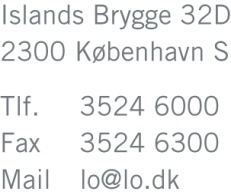 Islands Brygge 32D
2300 København S
Tlf. 3524 6000
Fax 3524 6300
Mail lo@lo.dk